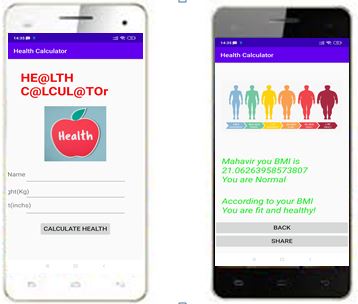 14:35
Health Calculator
HE@LTH
C@LCUL@TOr
Health
Name
ght(Kg)
t(inchs)
CALCULATE HEALTH
14:35
Health Calculator
Mahavir you BMI is
21.06263958573807
You are Normal
According to your BMI
You are fit and healthy!
BACK
SHARE